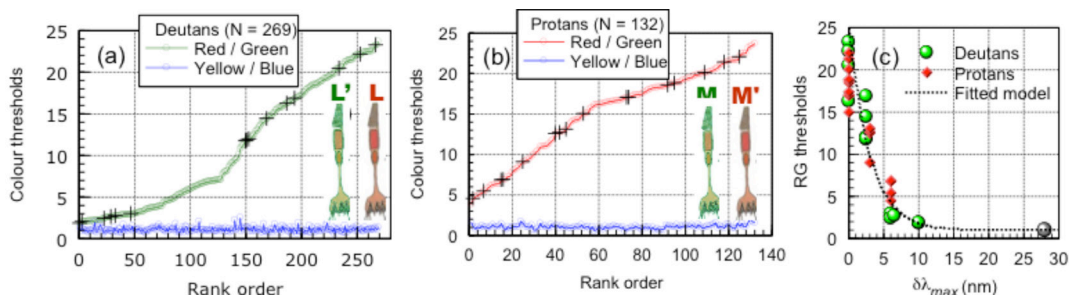 Deutans (N = 269)
Red / Green
Yellow / Blue
(a)
L' L
Colour thresholds
25
20
15
10
5
0
0 50 100 150 200 250
Rank order
Protans (N = 132)
Red / Green
Yellow / Blue
(b)
M M'
Colour thresholds
25
20
15
10
5
0
0 20 40 60 80 100 120 140
Rank order
(c)
Deutans
Protans
Fitted model
RG thresholds
25
20
15
10
5
0
0 5 10 15 20 25 30
δλmax (nm)